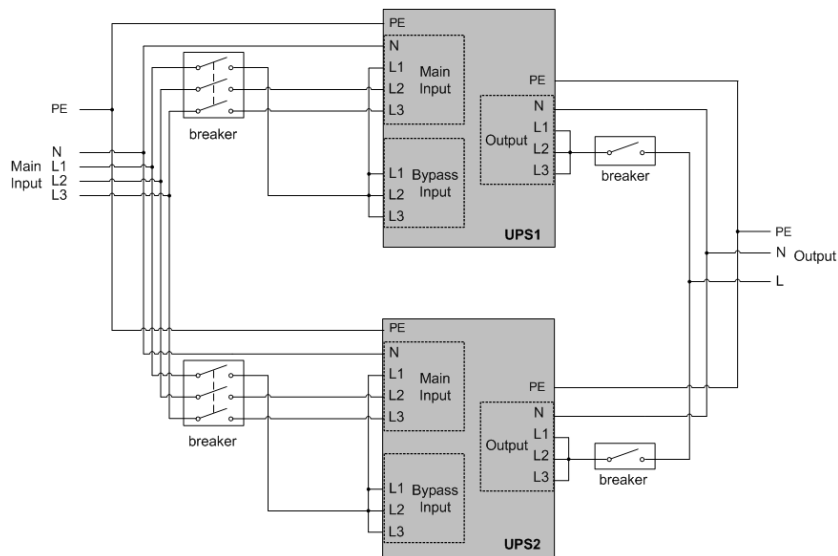 PE
N
L1
L2
L3
Main
Input
L1
L2
L3
Bypass
Input
PE
N
L1
L2
L3
Output
UPS1
breaker
breaker
PE
N
Main L1
Input L2
L3
PE
N Output
L
PE
N
L1
L2
L3
Main
Input
L1
L2
L3
Bypass
Input
PE
N
L1
L2
L3
Output
UPS2
breaker
breaker